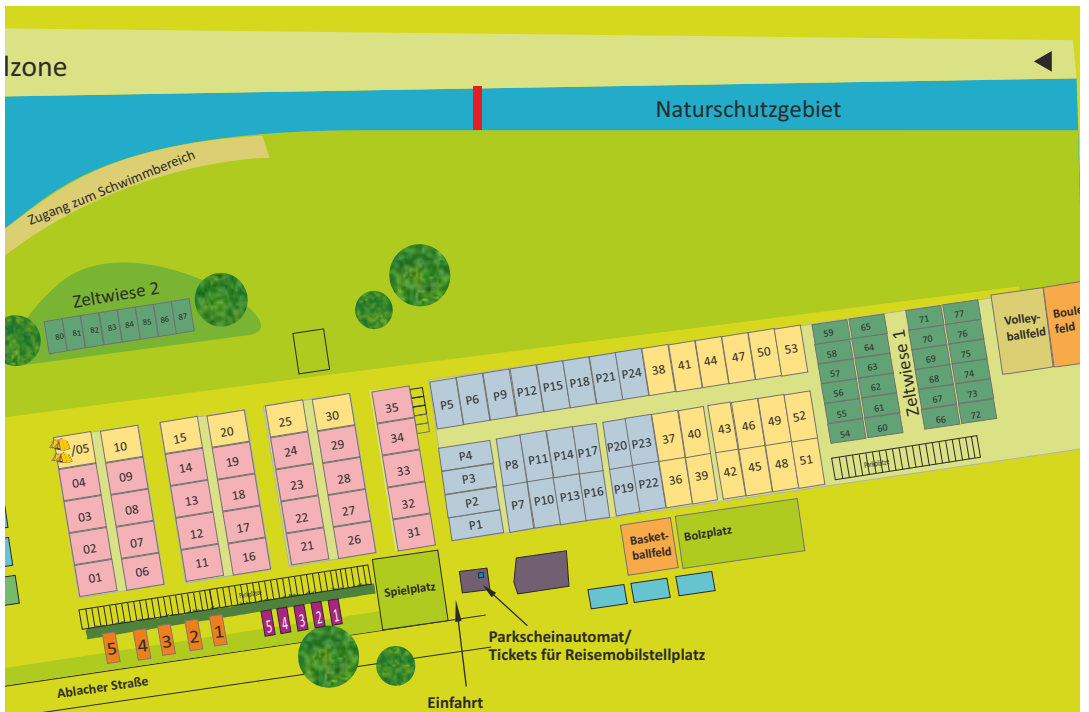 lzone
Naturschutzgebiet
Zugang zum Schwimmbereich
Zeltwiese 2
80 81 82 83 84 85 86 87
/05 10 15 20 25 30 35
04 09 14 19 24 29 34
03 08 13 18 23 28 33
02 07 12 17 22 27 32
01 06 11 16 21 26 31
P5 P6 P9 P12 P15 P18 P21 P24 38 41 44 47 50 53
P4
P3
P2
P1
P8 P11 P14 P17 P20 P23 37 40 43 46 49 52
P7 P10 P13 P16 P19 P22 36 39 42 45 48 51
59 65
58 64
57 63
56 62
55 61
54 60
Zeltwiese 1
71 77
70 76
69 75
68 74
67 73
66 72
Volley-
ballfeld
Boule
feld
Parkplätze
Basket-
ballfeld
Bolzplatz
Parkplätze
Spielplatz
5 4 3 2 1
5 4 3 2 1
Parkscheinautomat/
Tickets für Reisemobilstellplatz
Ablacher Straße
Einfahrt